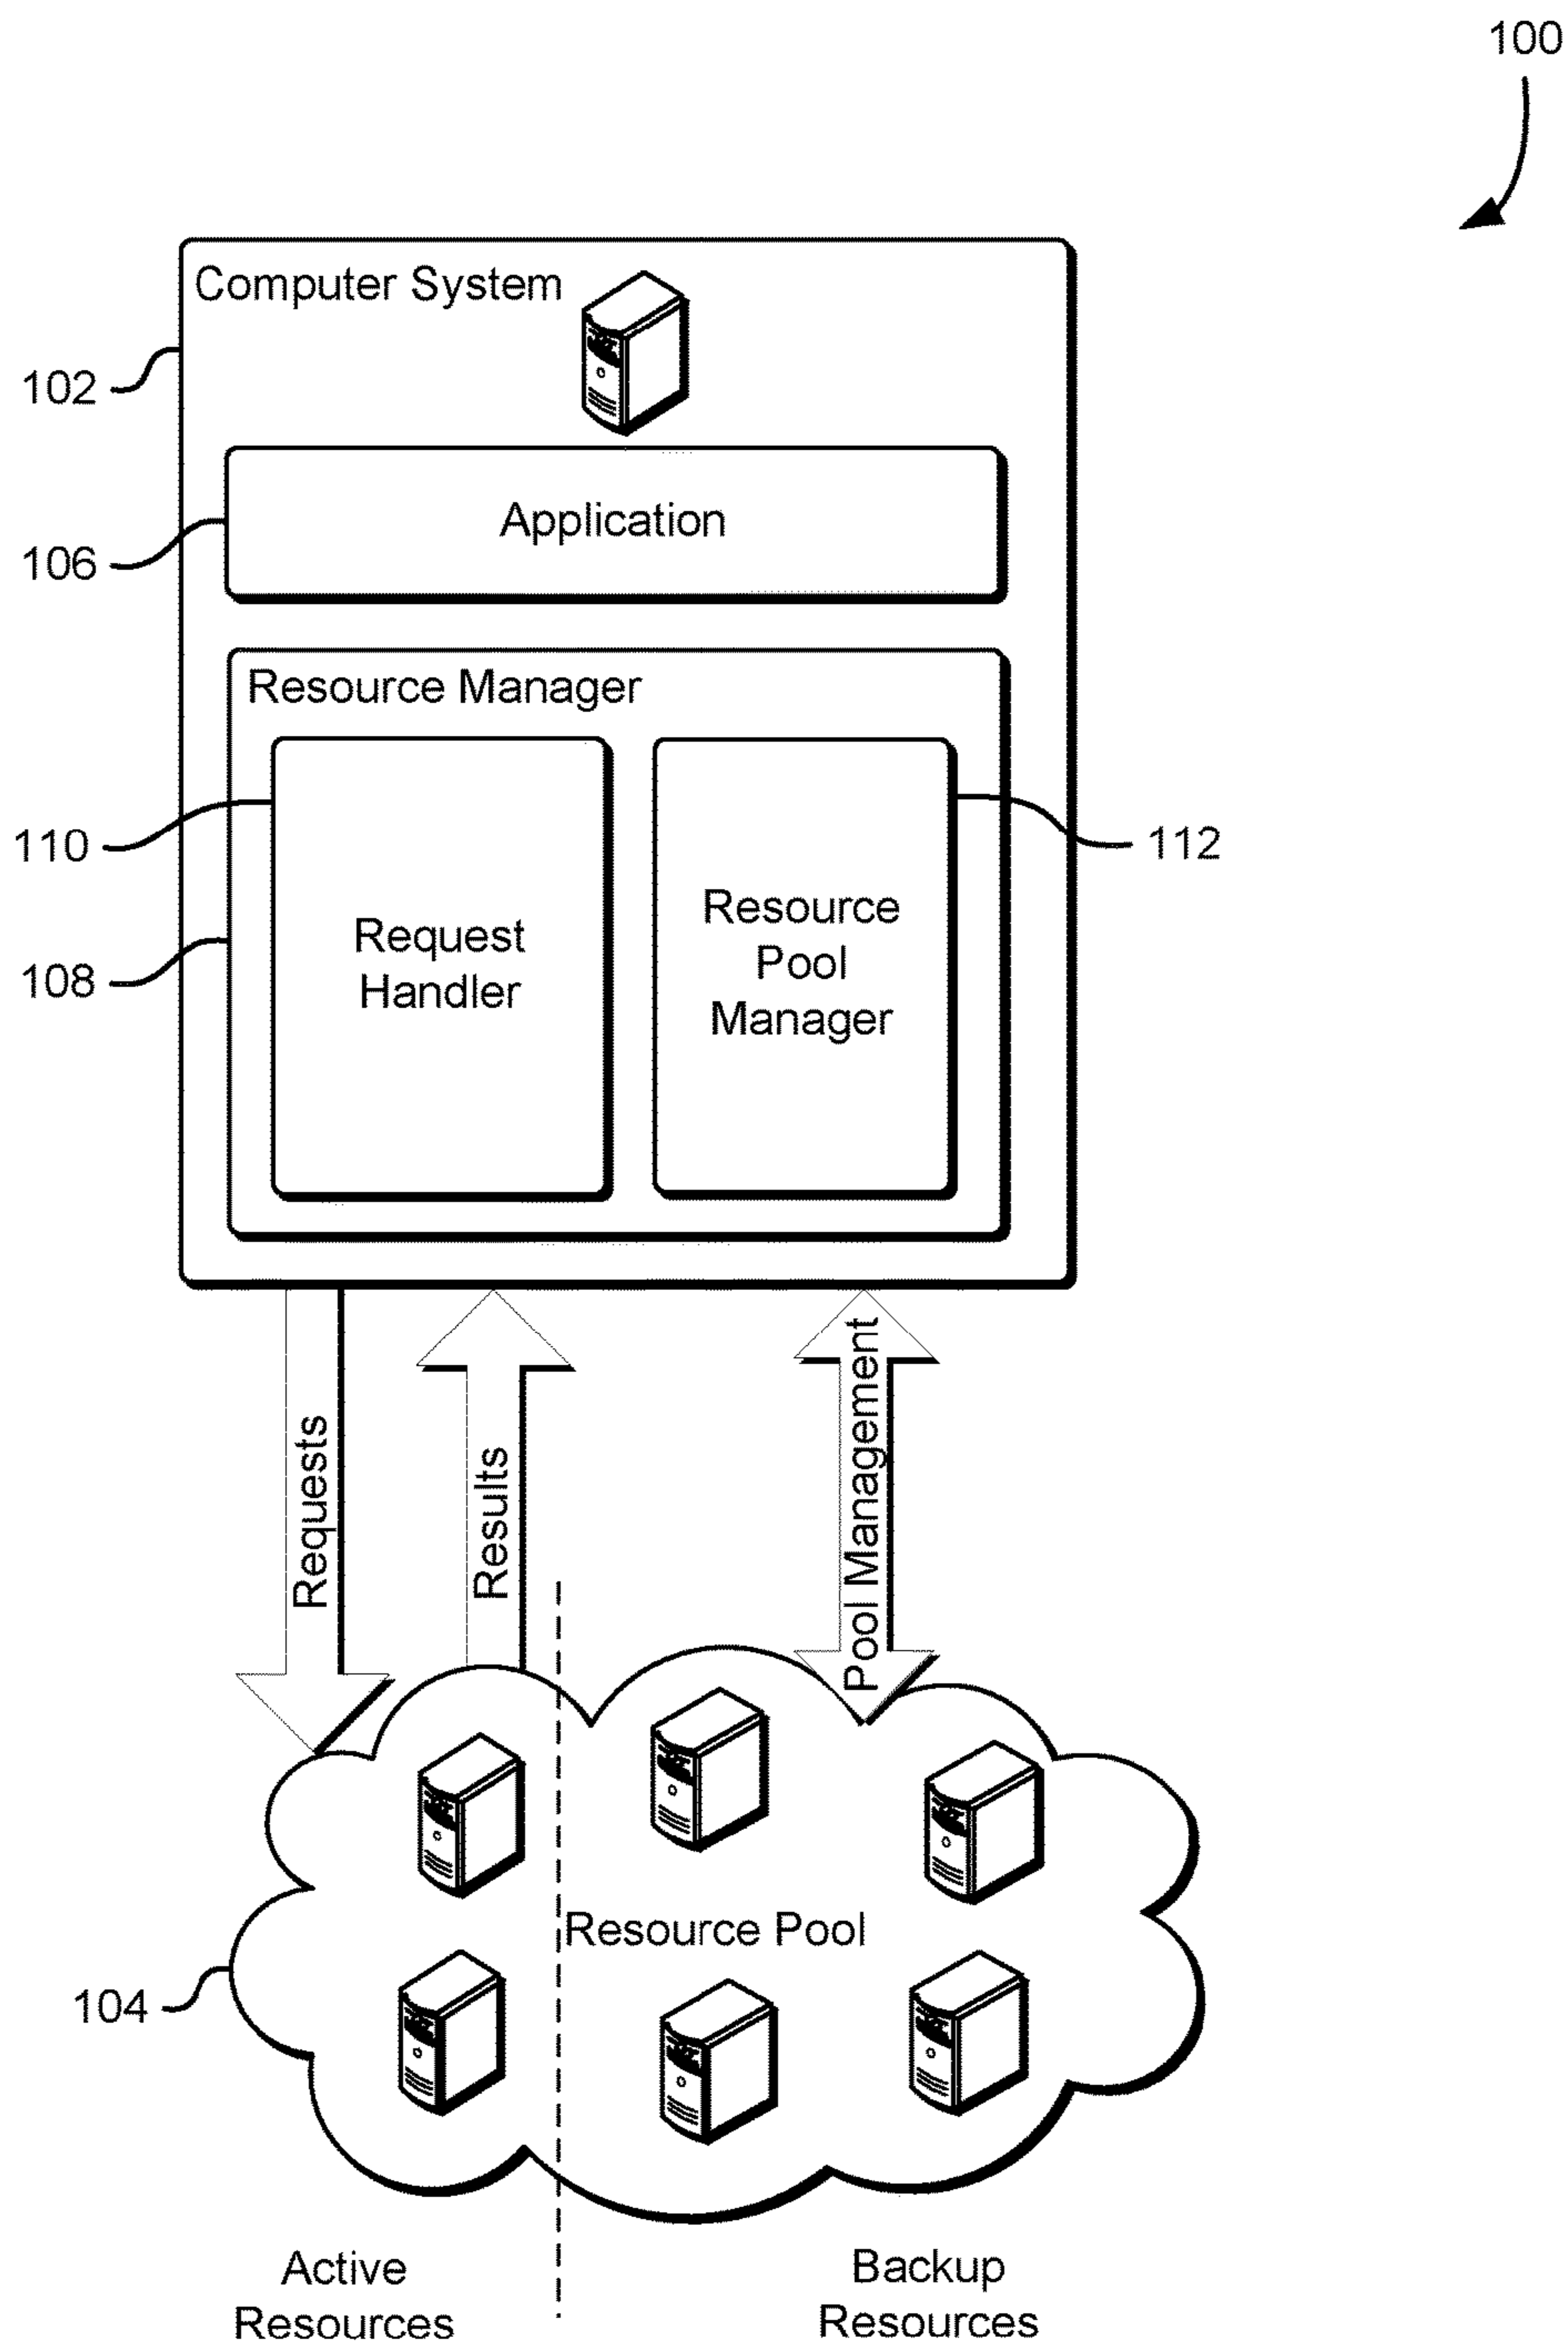 100
Computer System
102
Application
106
Resource Manager
110
112
Request
Handler
Resource
Pool
Manager
108
Requests
Results
Pool Management
Resource Pool
104
Active
Resources
Backup
Resources